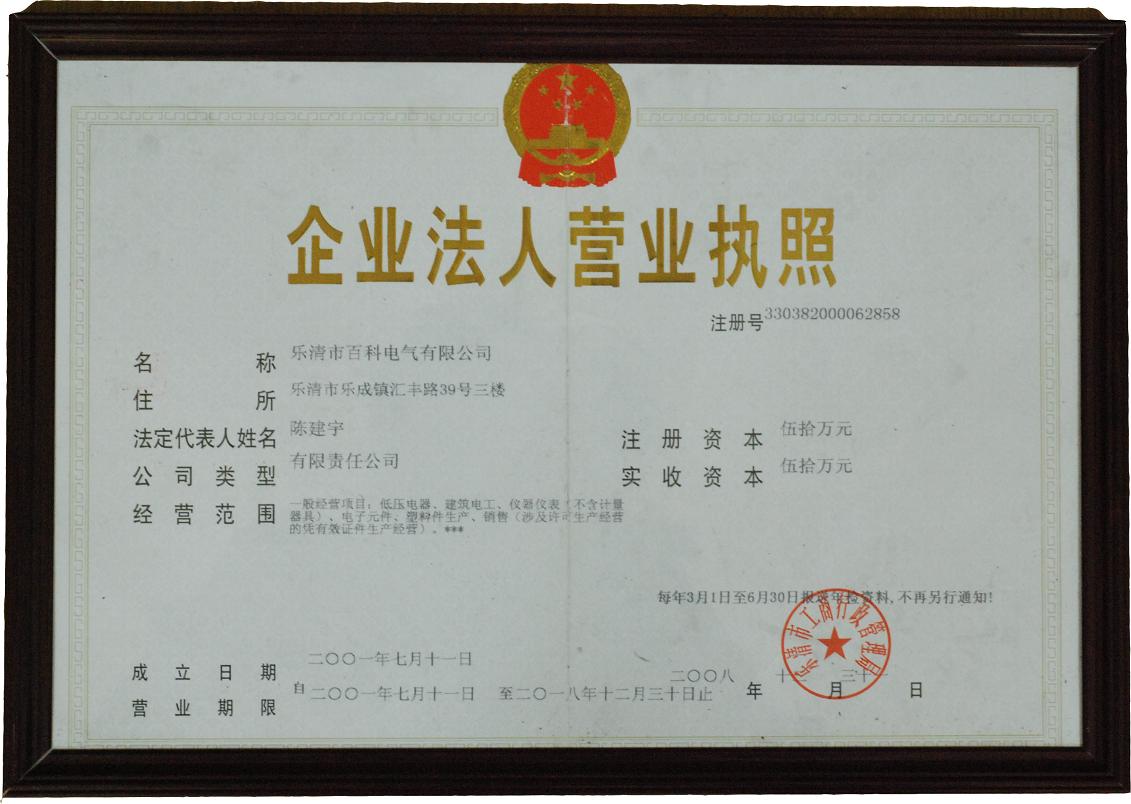 企业法人营业执照
注册号 330382000062858
名称 乐清市百科电气有限公司
住所 乐清市乐成镇汇丰路39号三楼
法定代表人姓名 陈建宇
注册资本 伍拾万元
公司类型 有限责任公司
实收资本 伍拾万元
经营范围 一般经营项目：低压电器、建筑电工、仪器仪表（不含计量
器具）、电子元件、塑料件生产、销售（涉及许可生产经营
的凭有效证件生产经营）。***
每年3月1日至6月30日报送年检资料,不再另行通知!
乐清市工商行政管理局
成立日期 二〇〇一年七月十一日
营业期限 自二〇〇一年七月十一日 至二〇一八年十二月三十日止
二〇〇八年 月 三十一日